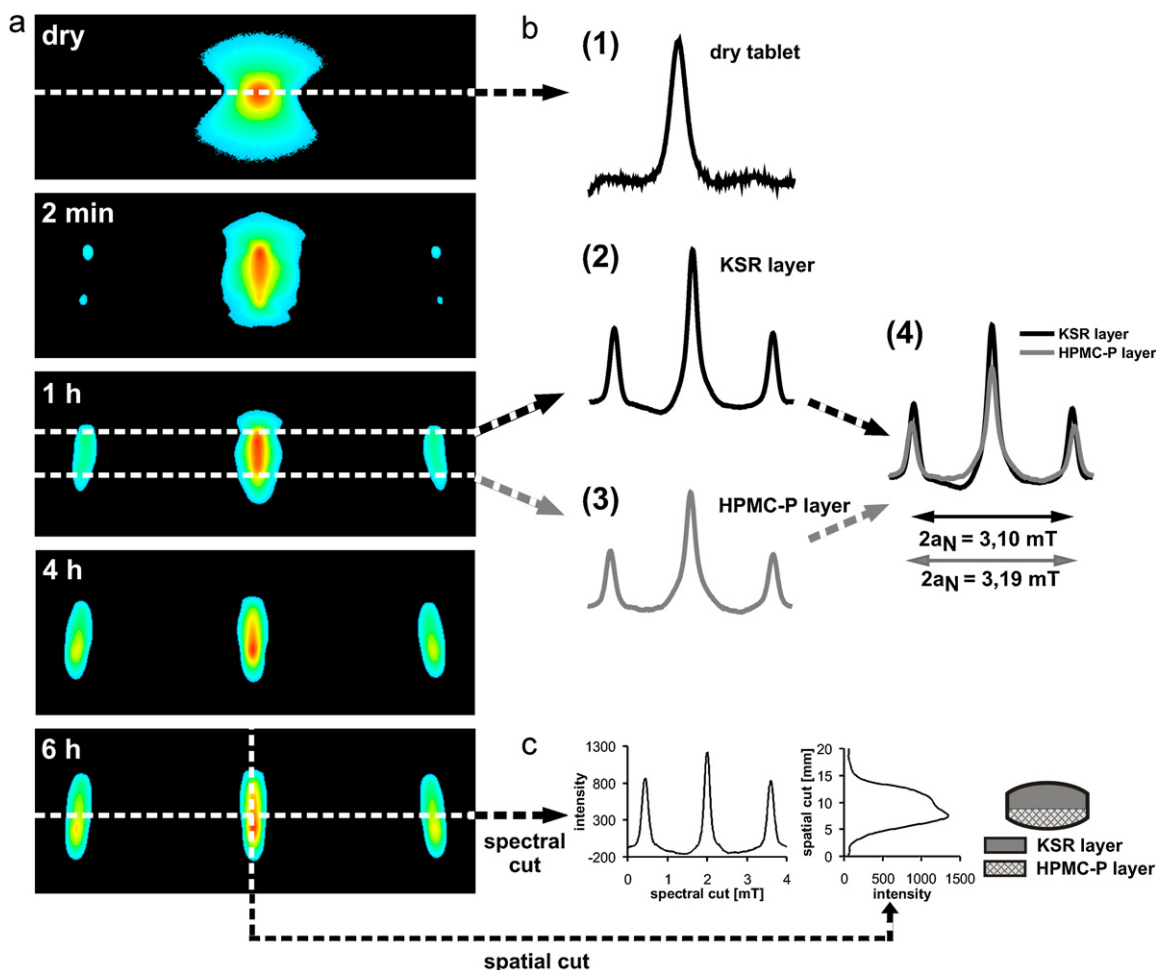 a
dry
2 min
1 h
4 h
6 h
b
(1)
dry tablet
(2)
KSR layer
(3)
HPMC-P layer
(4)
KSR layer
HPMC-P layer
2aN = 3,10 mT
2aN = 3,19 mT
c
intensity
1300
800
300
-200
0 1 2 3 4
spectral cut [mT]
spatial cut [mm]
20
15
10
5
0
0 500 1000 1500
intensity
KSR layer
HPMC-P layer
spectral
cut
spatial cut